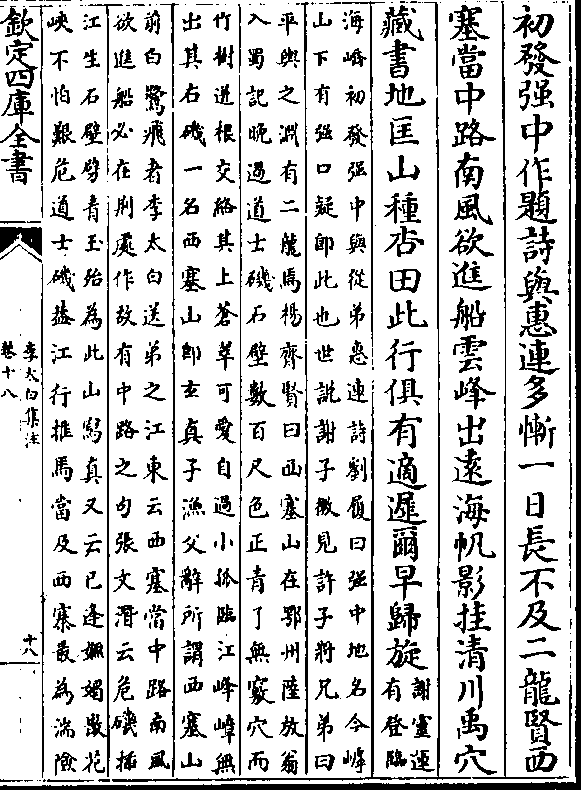 初發强中作題詩與惠連多慚一日長不及二龍賢西
塞當中路南風欲進船雲峰出遠海帆影挂清川禹穴
藏書地匡山種杏田此行俱有適遲爾早歸旋
謝靈運
有登臨
海嶠初發强中與從弟惠連詩劉履曰强中地名今嵊
山下有强口疑即此也世説謝子微見許子將兄弟曰
平輿之淵有二龍焉楊齊賢曰西塞山在鄂州陸放翁
入蜀記晚過道士磯石壁數百尺色正青了無竅穴而
竹樹迸根交絡其上蒼翠可愛自過小孤臨江峰嶂無
出其右磯一名西塞山即玄真子漁父辭所謂西塞山
前白鷺飛者李太白送弟之江東云西塞當中路南風
欲進船必在荆處作故有中路之句張文潛云危磯插
江生石壁劈青玉殆為此山寫真又云已逢嫵媚散花
峽不怕艱危道士磯葢江行惟馬當及西塞最為湍險
欽定四庫全書
李太白集注
卷十八
十八